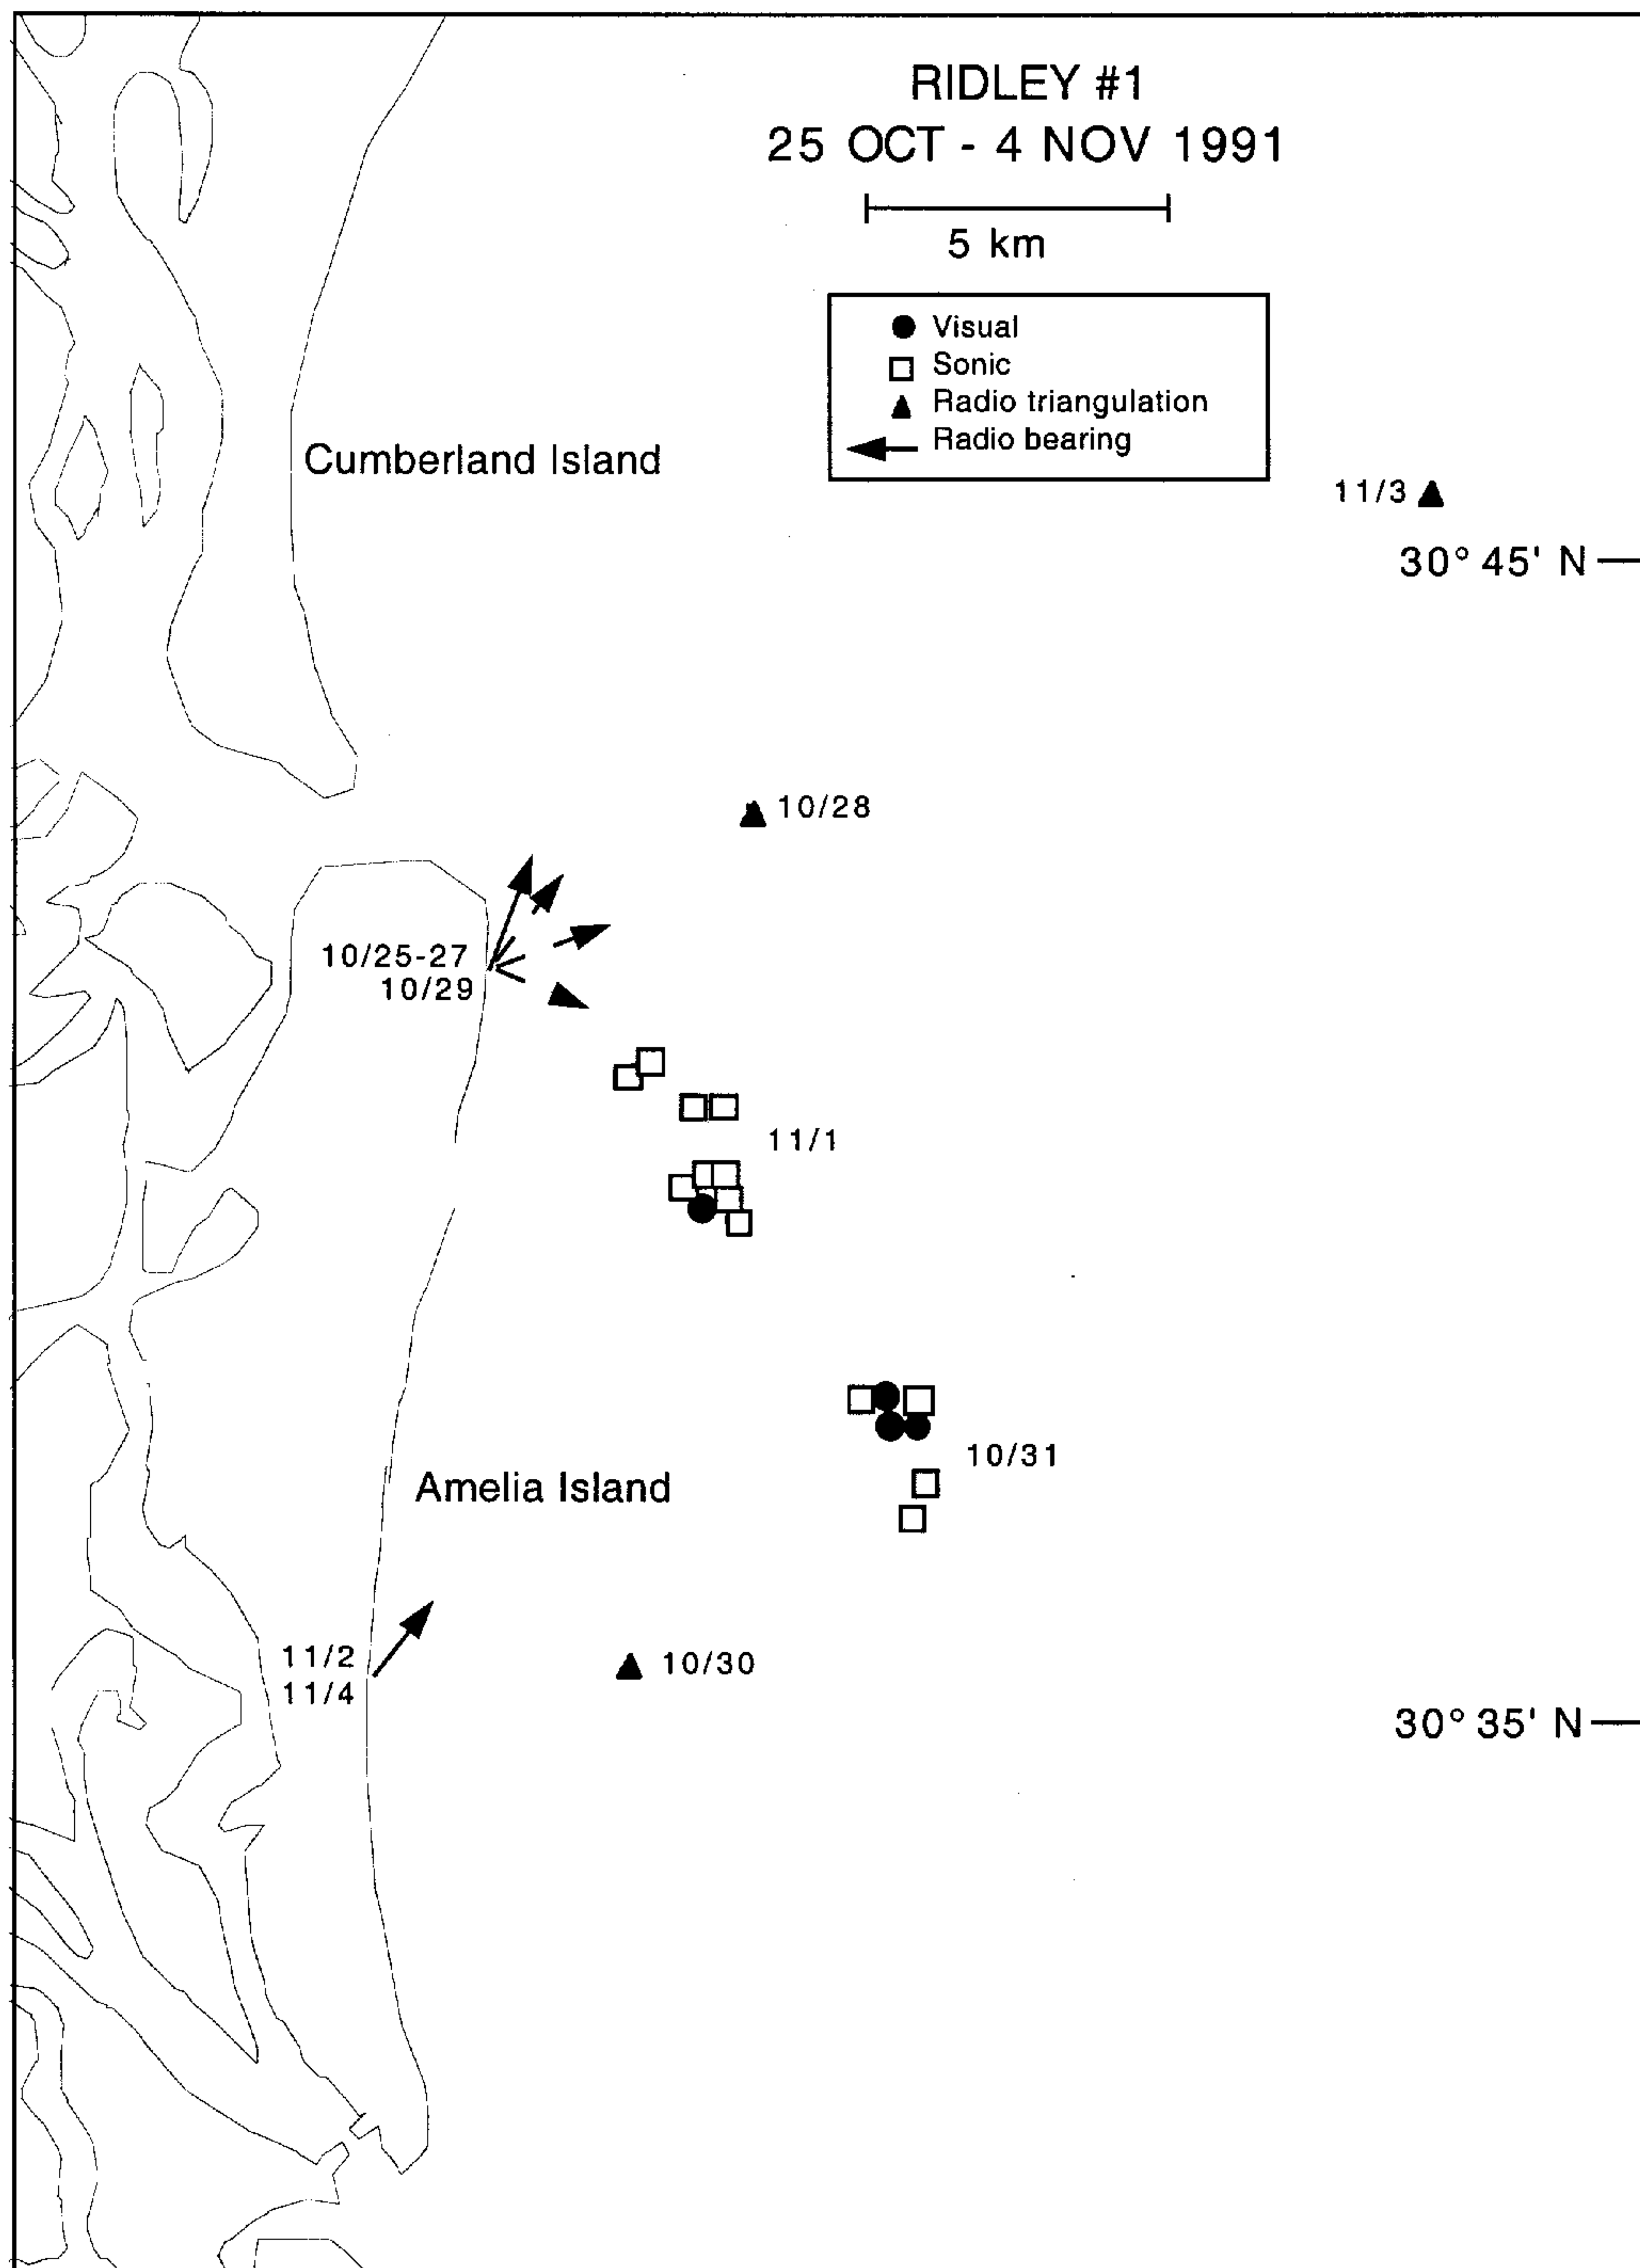 RIDLEY #1
25 OCT - 4 NOV 1991
5 km
Visual
Sonic
Radio triangulation
Radio bearing
Cumberland Island
11/3
30° 45' N
10/28
10/25-27
10/29
11/1
10/31
Amelia Island
11/2
10/30
11/4
30° 35' N